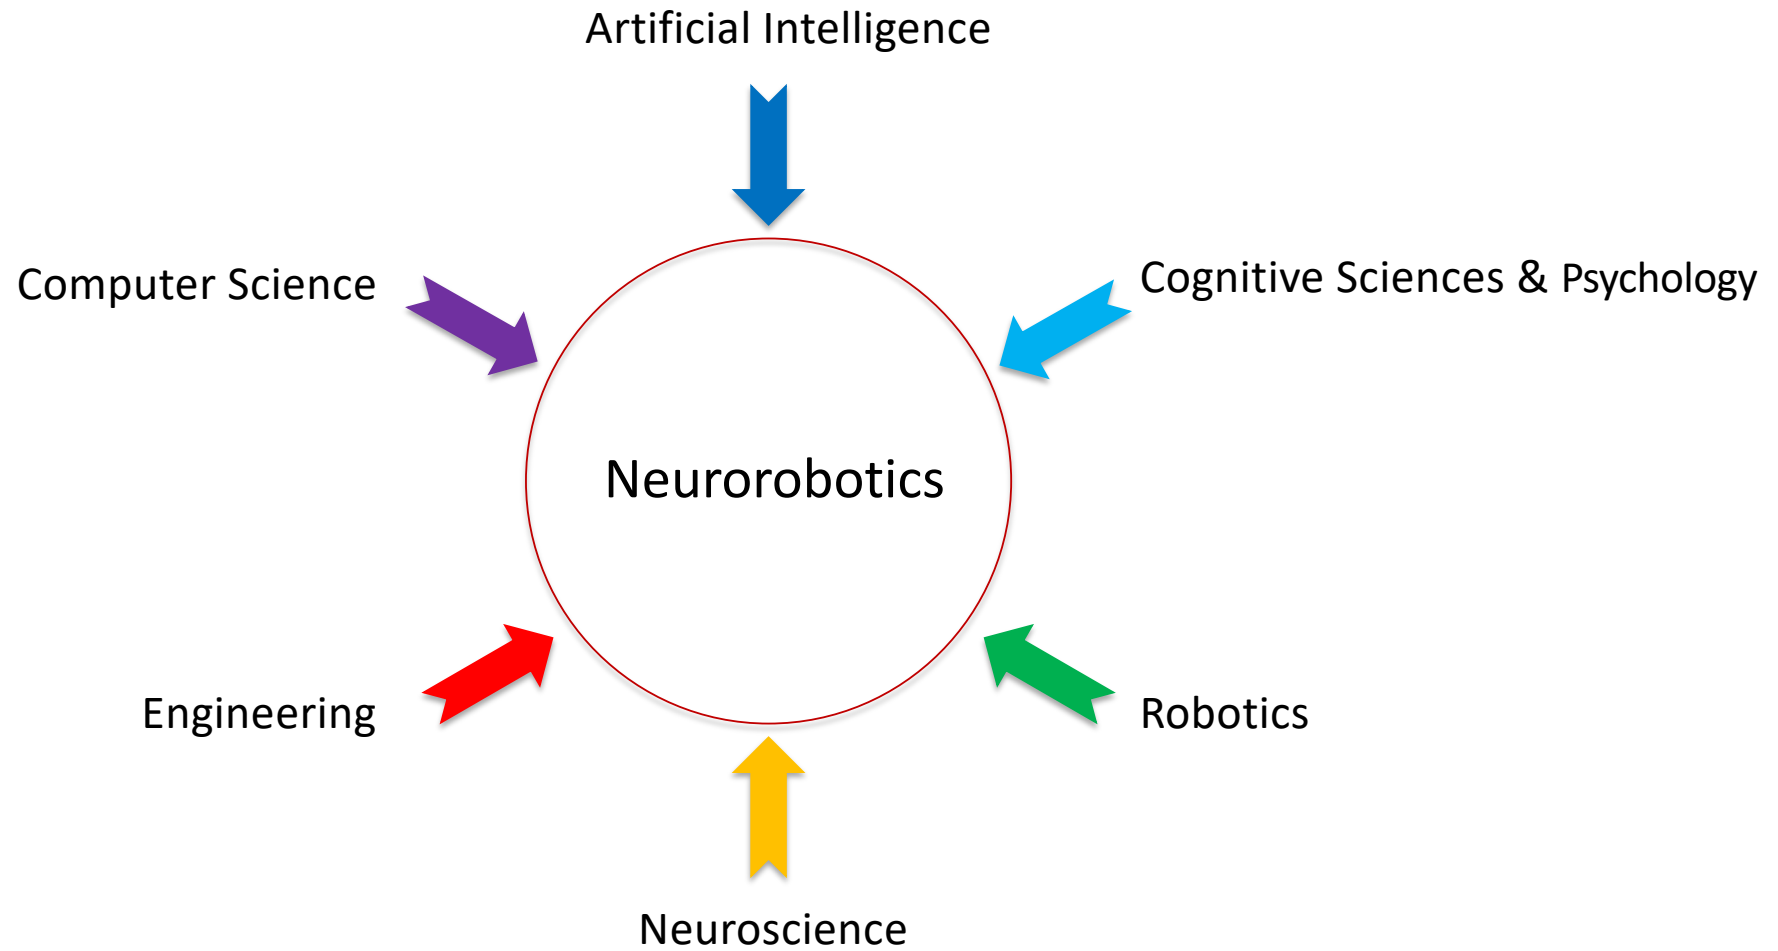 Artificial Intelligence
Computer Science
Cognitive Sciences & Psychology
Neurorobotics
Engineering
Robotics
Neuroscience